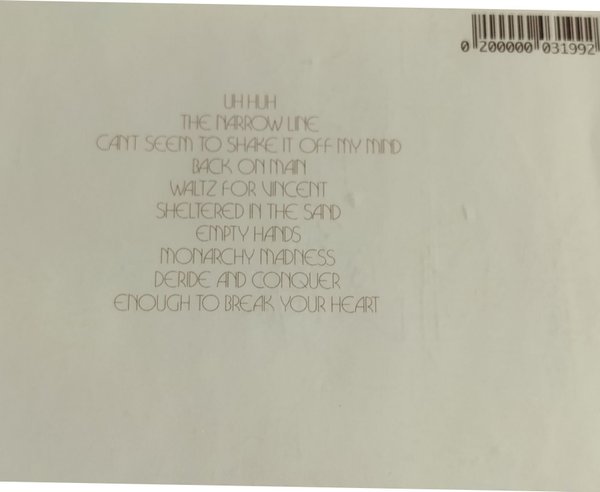 0 200000 031992
UH HUH
THE NARROW LINE
CAN'T SEEM TO SHAKE IT OFF MY MIND
BACK ON MAIN
WALTZ FOR VINCENT
SHELTERED IN THE SAND
EMPTY HANDS
MONARCHY MADNESS
DERIDE AND CONQUER
ENOUGH TO BREAK YOUR HEART